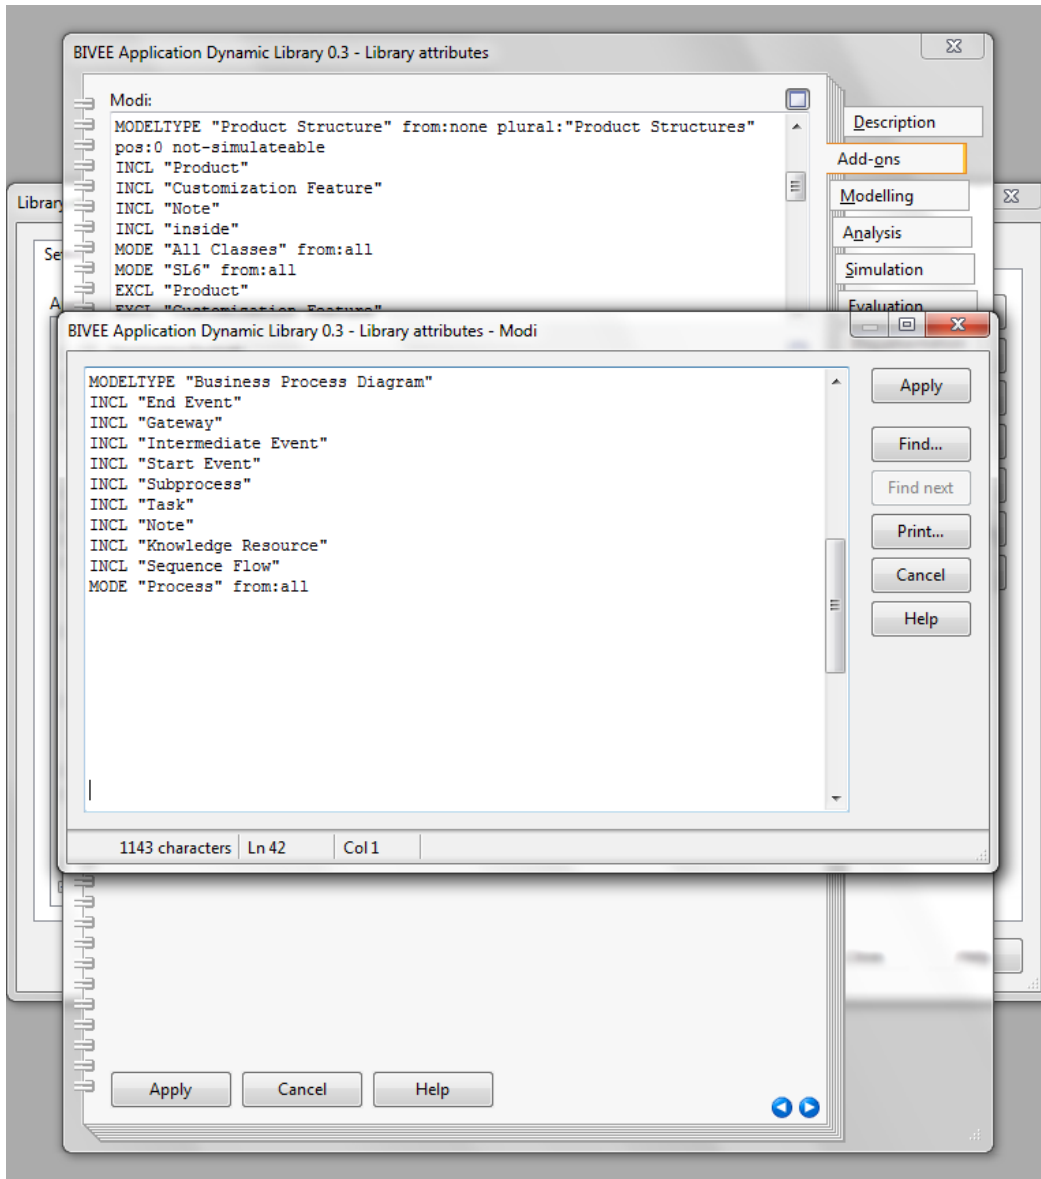 BIVEE Application Dynamic Library 0.3 - Library attributes
Modi:
MODELTYPE "Product Structure" from:none plural:"Product Structures"
pos:0 not-simulateable
INCL "Product"
INCL "Customization Feature"
INCL "Note"
INCL "inside"
MODE "All Classes" from:all
MODE "SL6" from:all
EXCL "Product"
EXCL "Customization Feature"
Description
Add-ons
Modelling
Analysis
Simulation
Evaluation
BIVEE Application Dynamic Library 0.3 - Library attributes - Modi
MODELTYPE "Business Process Diagram"
INCL "End Event"
INCL "Gateway"
INCL "Intermediate Event"
INCL "Start Event"
INCL "Subprocess"
INCL "Task"
INCL "Note"
INCL "Knowledge Resource"
INCL "Sequence Flow"
MODE "Process" from:all
Apply
Find...
Find next
Print...
Cancel
Help
1143 characters Ln 42 Col 1
Apply Cancel Help